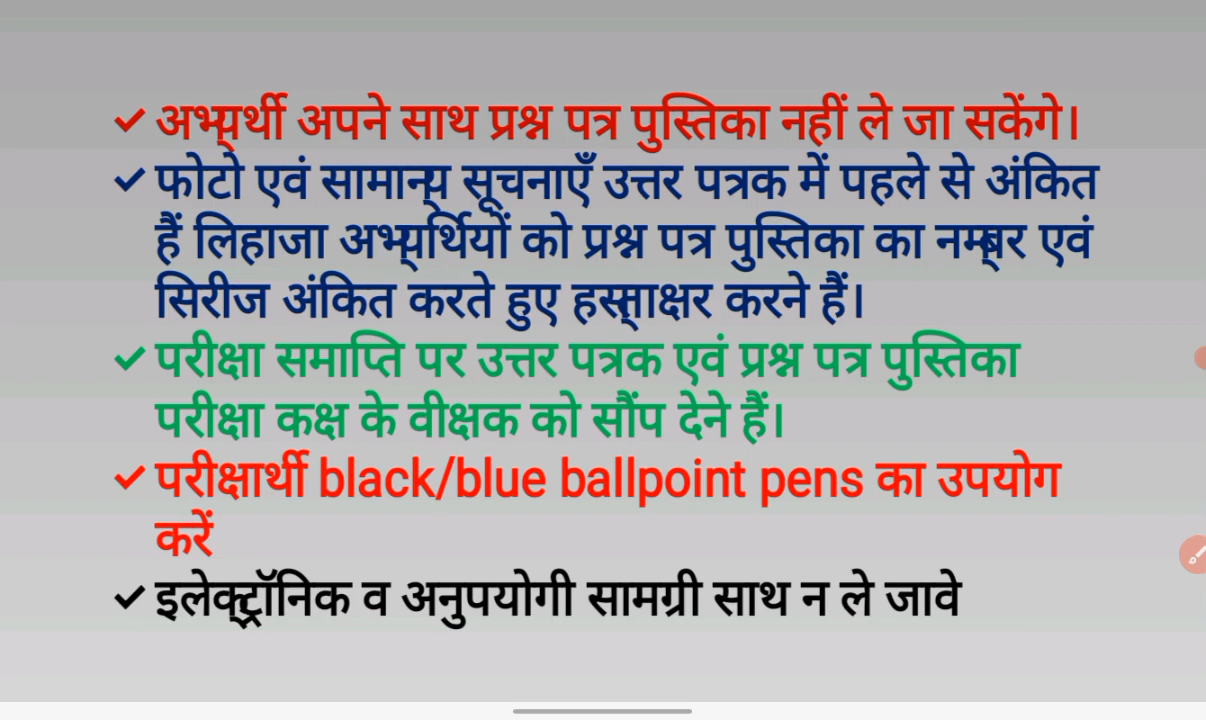 ✓ अभ्यर्थी अपने साथ प्रश्न पत्र पुस्तिका नहीं ले जा सकेंगे।
✓ फोटो एवं सामान्य सूचनाएँ उत्तर पत्रक में पहले से अंकित
हैं लिहाजा अभ्यर्थियों को प्रश्न पत्र पुस्तिका का नम्बर एवं
सिरीज अंकित करते हुए हस्ताक्षर करने हैं।
✓ परीक्षा समाप्ति पर उत्तर पत्रक एवं प्रश्न पत्र पुस्तिका
परीक्षा कक्ष के वीक्षक को सौंप देने हैं।
✓ परीक्षार्थी black/blue ballpoint pens का उपयोग
करें
✓ इलेक्ट्रॉनिक व अनुपयोगी सामग्री साथ न ले जावे